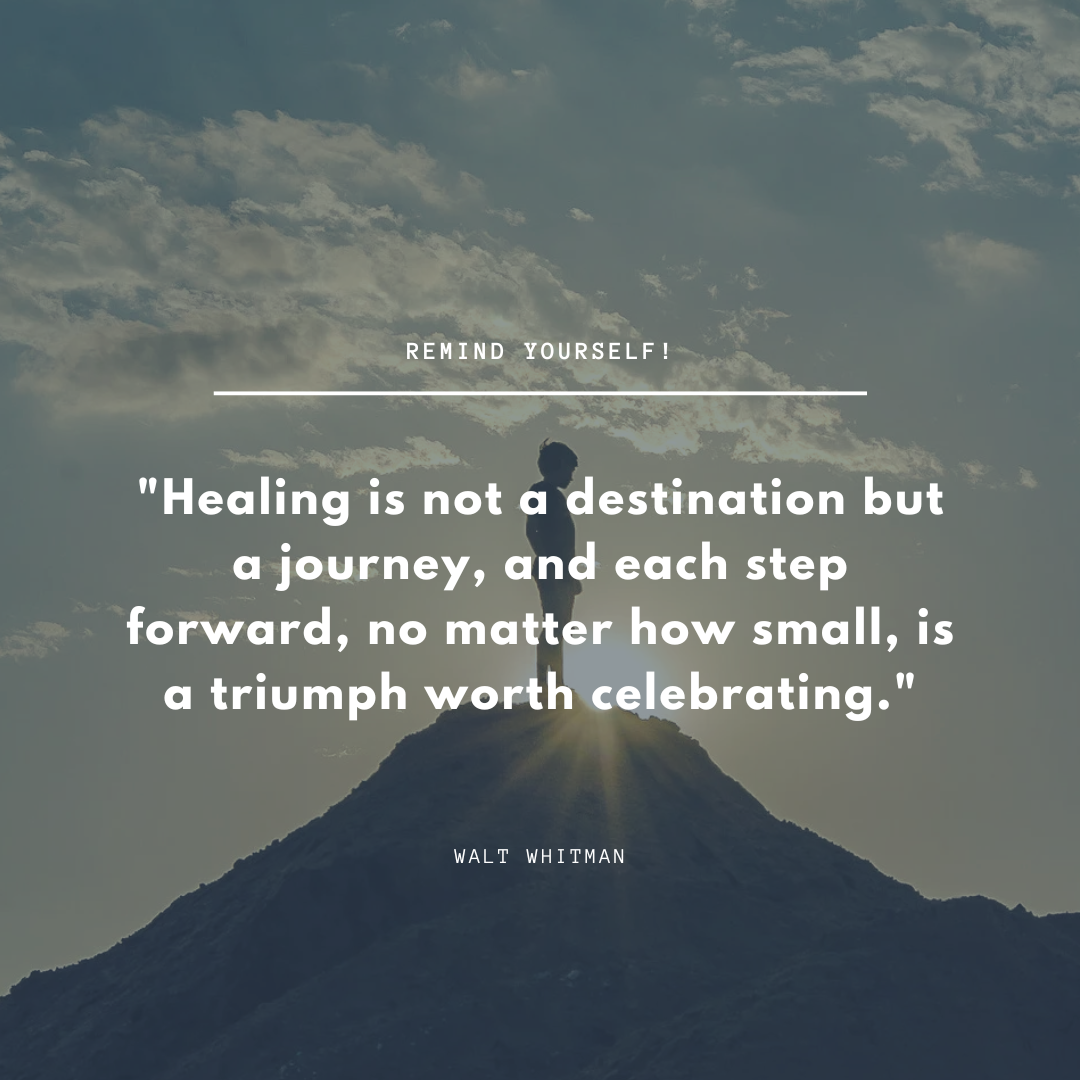 REMIND YOURSELF!
"Healing is not a destination but
a journey, and each step
forward, no matter how small, is
a triumph worth celebrating."
WALT WHITMAN